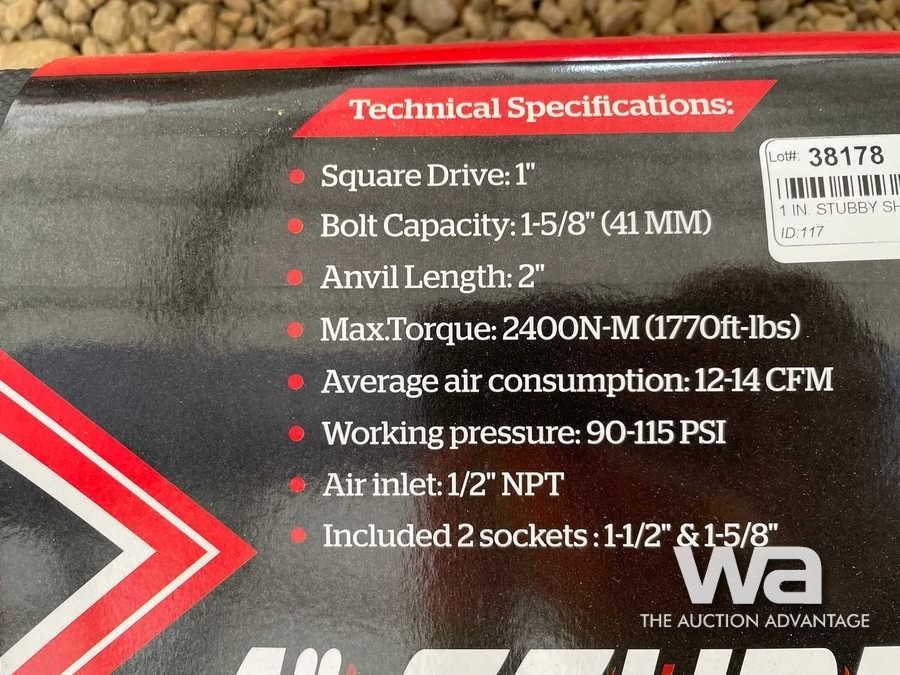 Technical Specifications:
Lot#: 38178
1 IN. STUBBY
ID:117
Square Drive: 1"
Bolt Capacity: 1-5/8" (41 MM)
Anvil Length: 2"
Max.Torque: 2400N-M (1770ft-lbs)
Average air consumption: 12-14 CFM
Working pressure: 90-115 PSI
Air inlet: 1/2" NPT
Included 2 sockets : 1-1/2" & 1-5/8"
wa
THE AUCTION ADVANTAGE